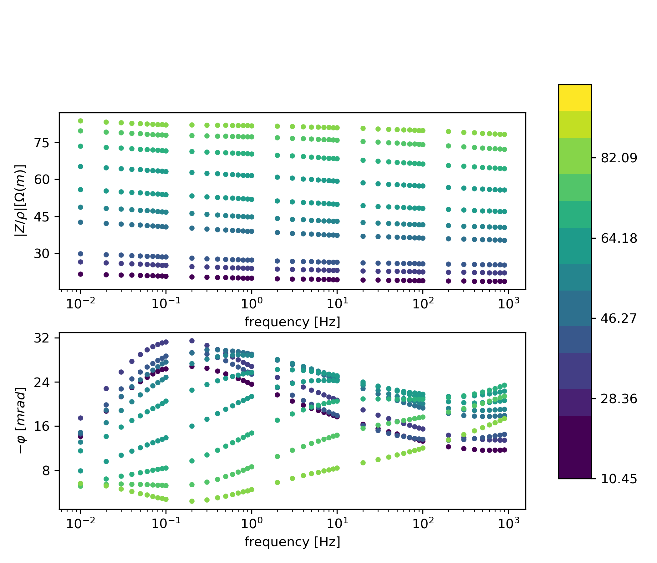 75
60
45
30
|Z/ρ|[Ω(m)]
10⁻² 10⁻¹ 10⁰ 10¹ 10² 10³
frequency [Hz]
32
24
16
8
−φ [mrad]
10⁻² 10⁻¹ 10⁰ 10¹ 10² 10³
frequency [Hz]
82.09
64.18
46.27
28.36
10.45